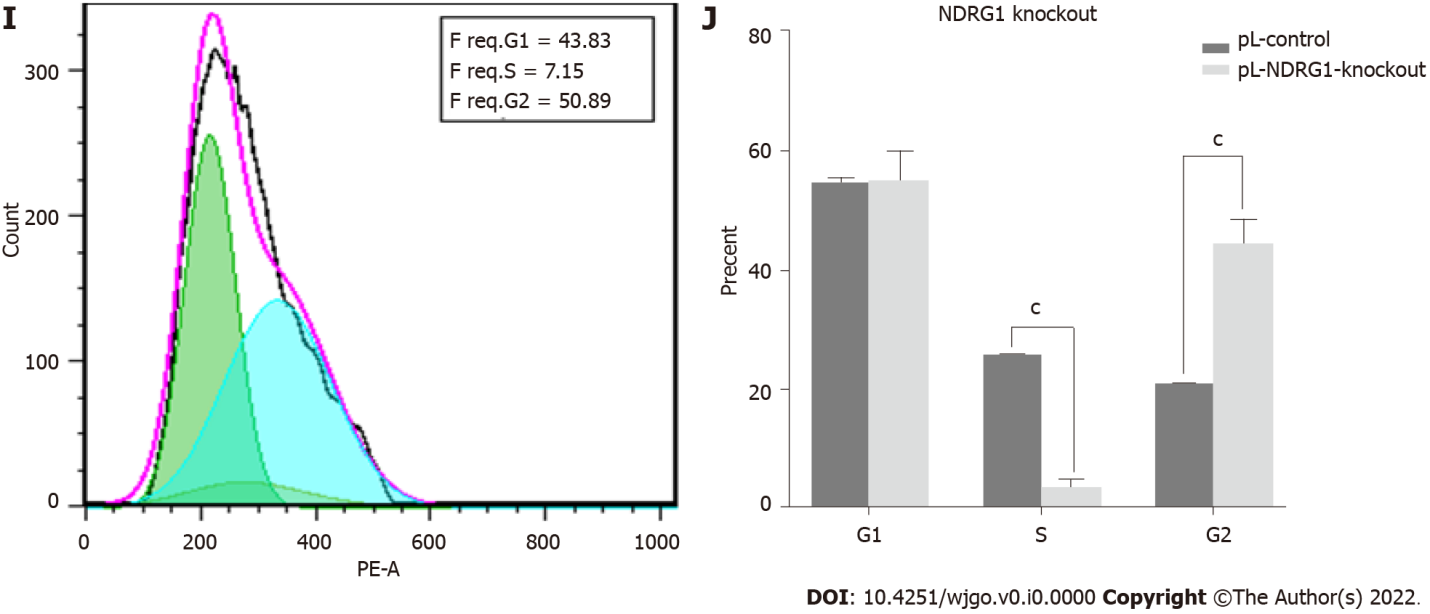 I
F req.G1 = 43.83
F req.S = 7.15
F req.G2 = 50.89
300
200
100
0
Count
0 200 400 600 800 1000
PE-A
J
NDRG1 knockout
pL-control
pL-NDRG1-knockout
80
60
40
20
0
Precent
c
c
G1 S G2
DOI: 10.4251/wjgo.v0.i0.0000 Copyright ©The Author(s) 2022.